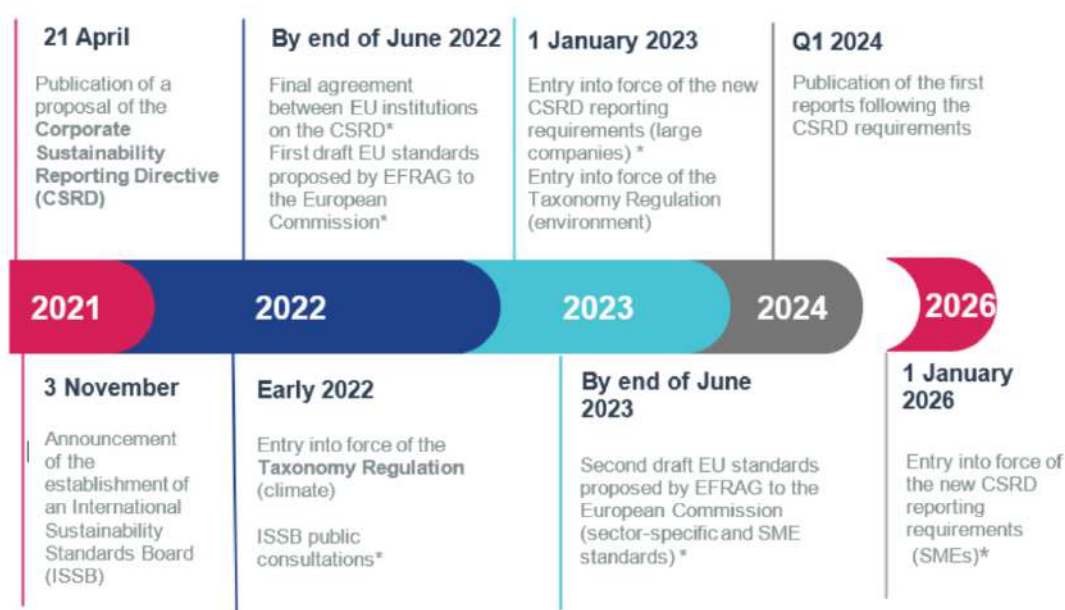 21 April
Publication of a
proposal of the
Corporate
Sustainability
Reporting Directive
(CSRD)
By end of June 2022
Final agreement
between EU institutions
on the CSRD*
First draft EU standards
proposed by EFRAG to
the European
Commission*
1 January 2023
Entry into force of the new
CSRD reporting
requirements (large
companies) *
Entry into force of the
Taxonomy Regulation
(environment)
Q1 2024
Publication of the first
reports following the
CSRD requirements
2021
2022
2023
2024
2026
3 November
Announcement
of the
establishment of
an International
Sustainability
Standards Board
(ISSB)
Early 2022
Entry into force of the
Taxonomy Regulation
(climate)
ISSB public
consultations*
By end of June
2023
Second draft EU standards
proposed by EFRAG to the
European Commission
(sector-specific and SME
standards) *
1 January
2026
Entry into force of
the new CSRD
reporting
requirements
(SMEs)*